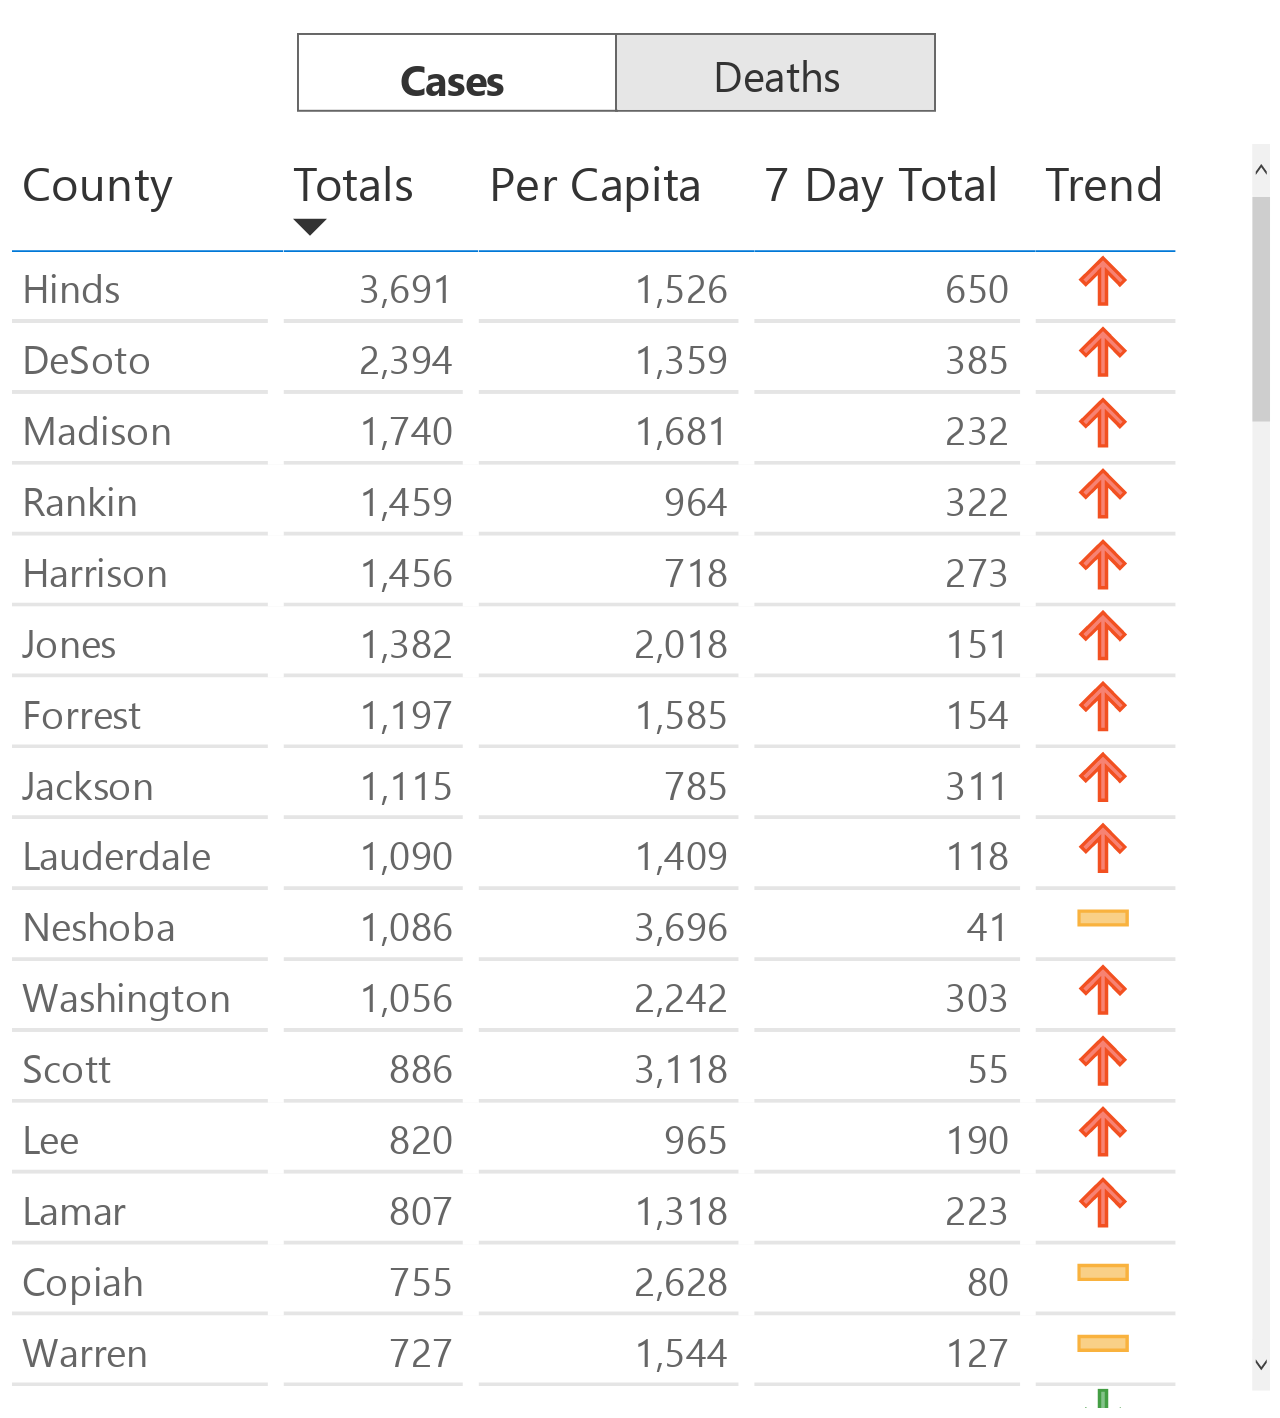 Cases Deaths
County Totals Per Capita 7 Day Total Trend
Hinds 3,691 1,526 650
DeSoto 2,394 1,359 385
Madison 1,740 1,681 232
Rankin 1,459 964 322
Harrison 1,456 718 273
Jones 1,382 2,018 151
Forrest 1,197 1,585 154
Jackson 1,115 785 311
Lauderdale 1,090 1,409 118
Neshoba 1,086 3,696 41
Washington 1,056 2,242 303
Scott 886 3,118 55
Lee 820 965 190
Lamar 807 1,318 223
Copiah 755 2,628 80
Warren 727 1,544 127